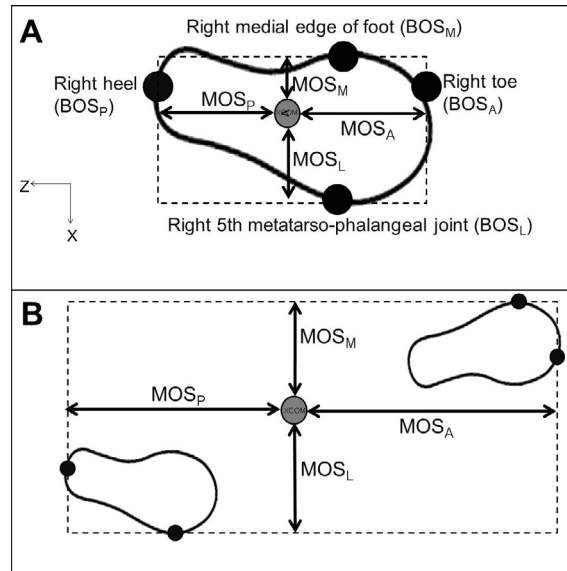 A
Right medial edge of foot (BOSM)
Right heel
(BOSP)
MOSM
Right toe
(BOSA)
MOSP
XCOM
MOSA
MOSL
Z
X
Right 5th metatarso-phalangeal joint (BOSL)
B
MOSM
MOSP
XCOM
MOSA
MOSL